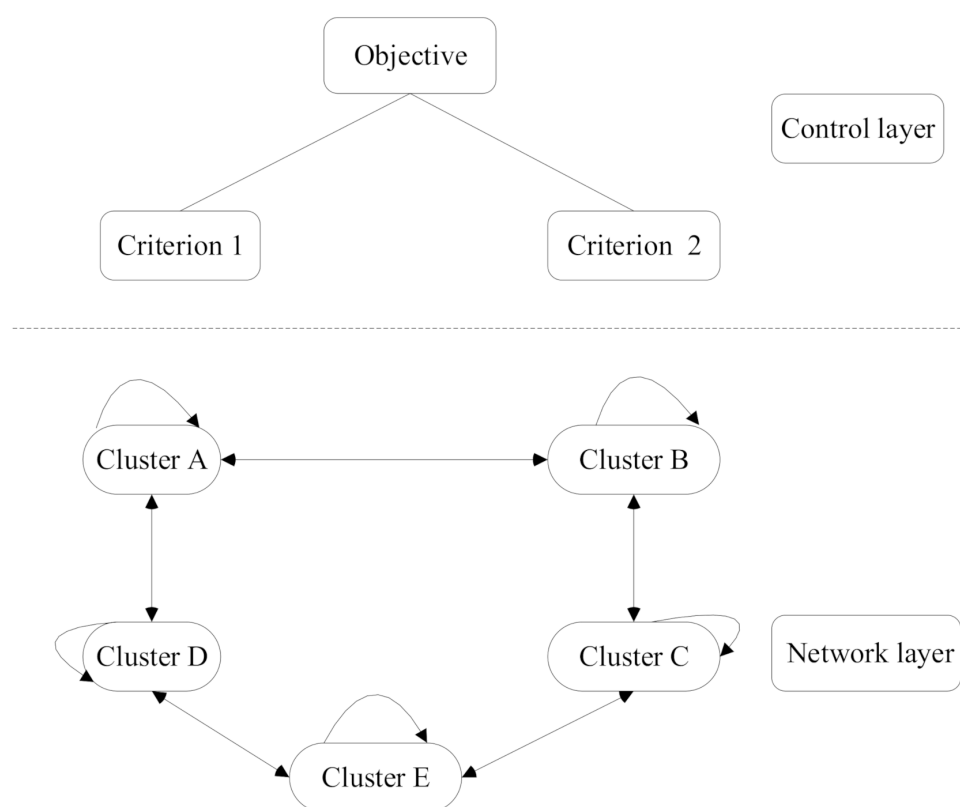 Objective
Control layer
Criterion 1
Criterion 2
Cluster A
Cluster B
Cluster D
Cluster C
Network layer
Cluster E